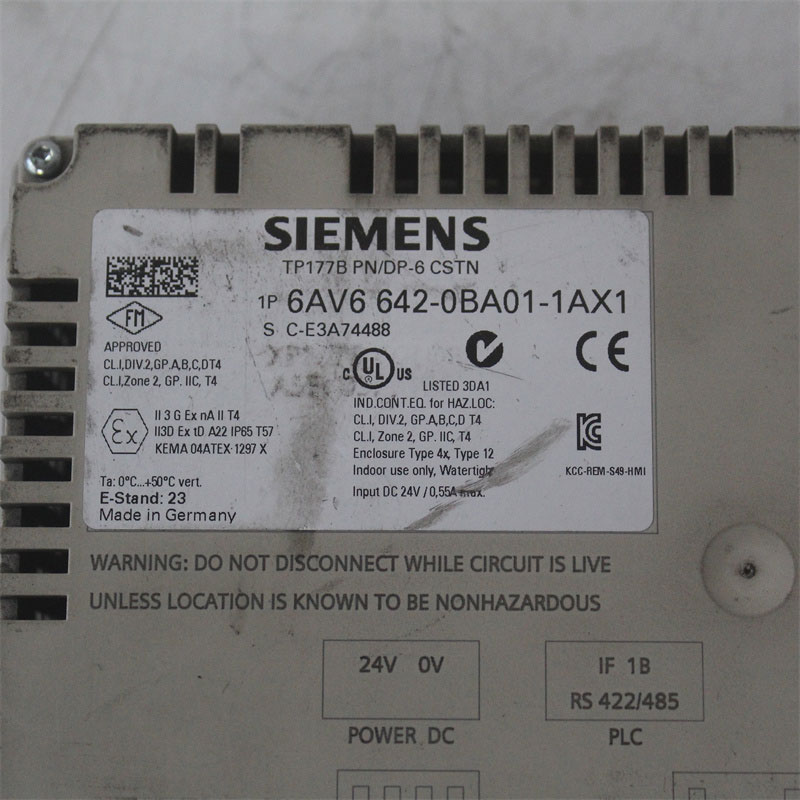 SIEMENS
TP177B PN/DP-6 CSTN
1P 6AV6 642-0BA01-1AX1
S C-E3A74488
FM
APPROVED
CL.I,DIV.2,GP.A,B,C,DT4
CL.I,Zone 2, GP. IIC, T4
Ex
II 3 G Ex nA II T4
II3D Ex tD A22 IP65 T57
KEMA 04ATEX 1297 X
Ta: 0°C...+50°C vert.
E-Stand: 23
Made in Germany
C UL US
LISTED 3DA1
IND.CONT.EQ. for HAZ.LOC:
CL.I, DIV.2, GP.A,B,C,D T4
CL.I, Zone 2, GP. IIC, T4
Enclosure Type 4x, Type 12
Indoor use only, Watertight
Input DC 24V / 0,55A max.
CE
KCC-REM-S49-HMI
WARNING: DO NOT DISCONNECT WHILE CIRCUIT IS LIVE
UNLESS LOCATION IS KNOWN TO BE NONHAZARDOUS
24V 0V
POWER DC
IF 1B
RS 422/485
PLC